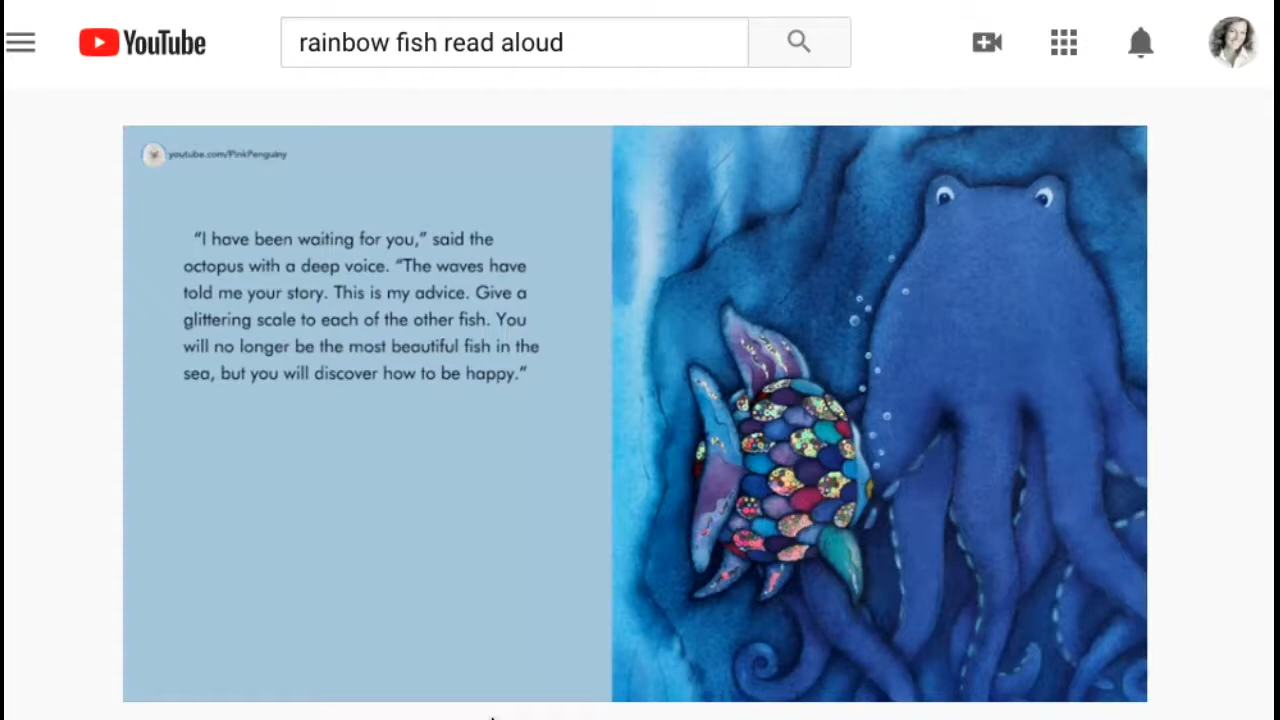 YouTube
rainbow fish read aloud
youtube.com/PinkPenguiny
“I have been waiting for you,” said the
octopus with a deep voice. “The waves have
told me your story. This is my advice. Give a
glittering scale to each of the other fish. You
will no longer be the most beautiful fish in the
sea, but you will discover how to be happy.”